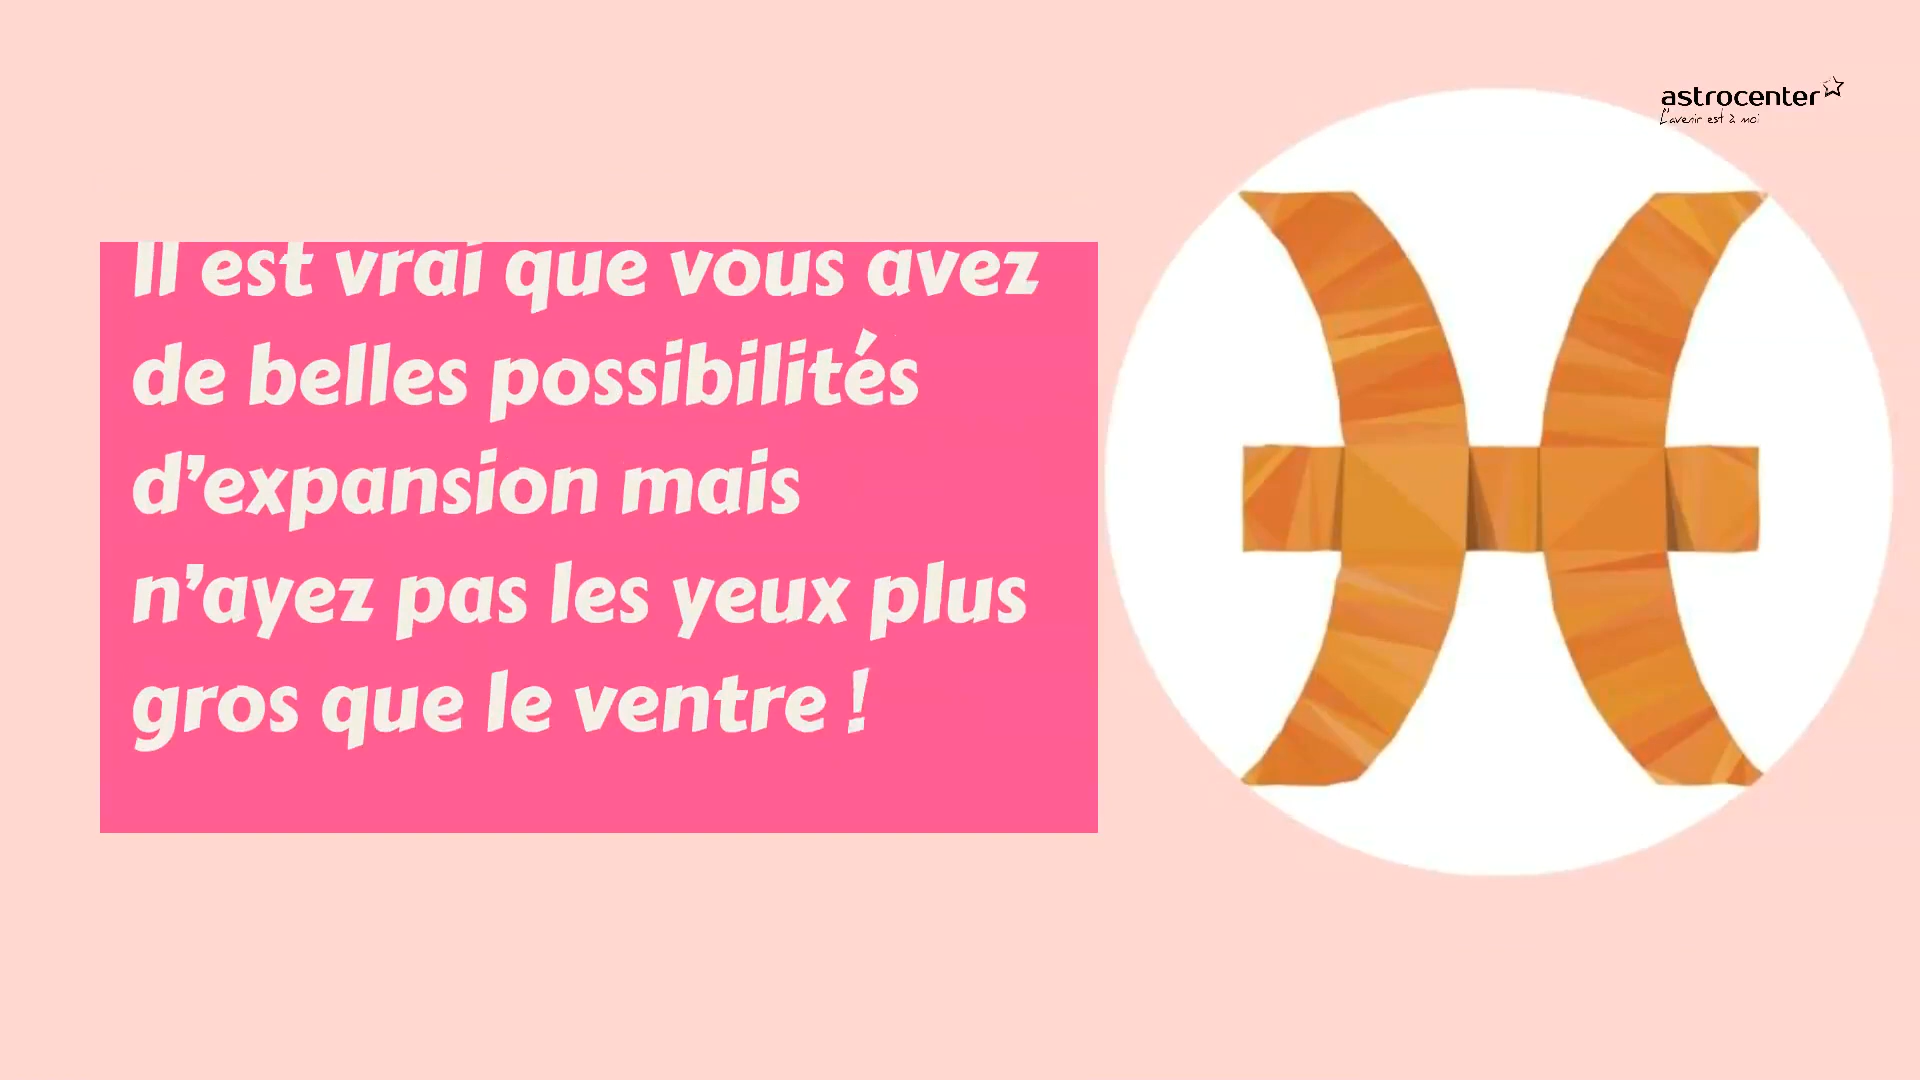 astrocenter
L'avenir est à moi
Il est vrai que vous avez
de belles possibilités
d’expansion mais
n’ayez pas les yeux plus
gros que le ventre !